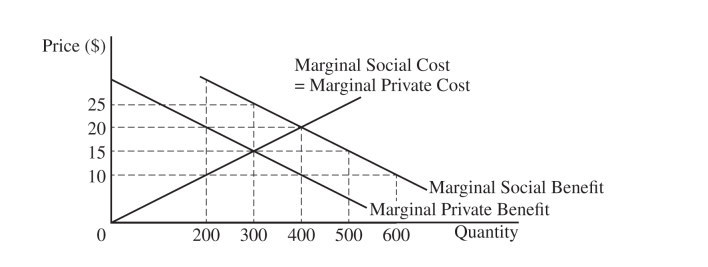 Price ($)
Marginal Social Cost
= Marginal Private Cost
25
20
15
10
Marginal Social Benefit
Marginal Private Benefit
0
200
300
400
500
600
Quantity